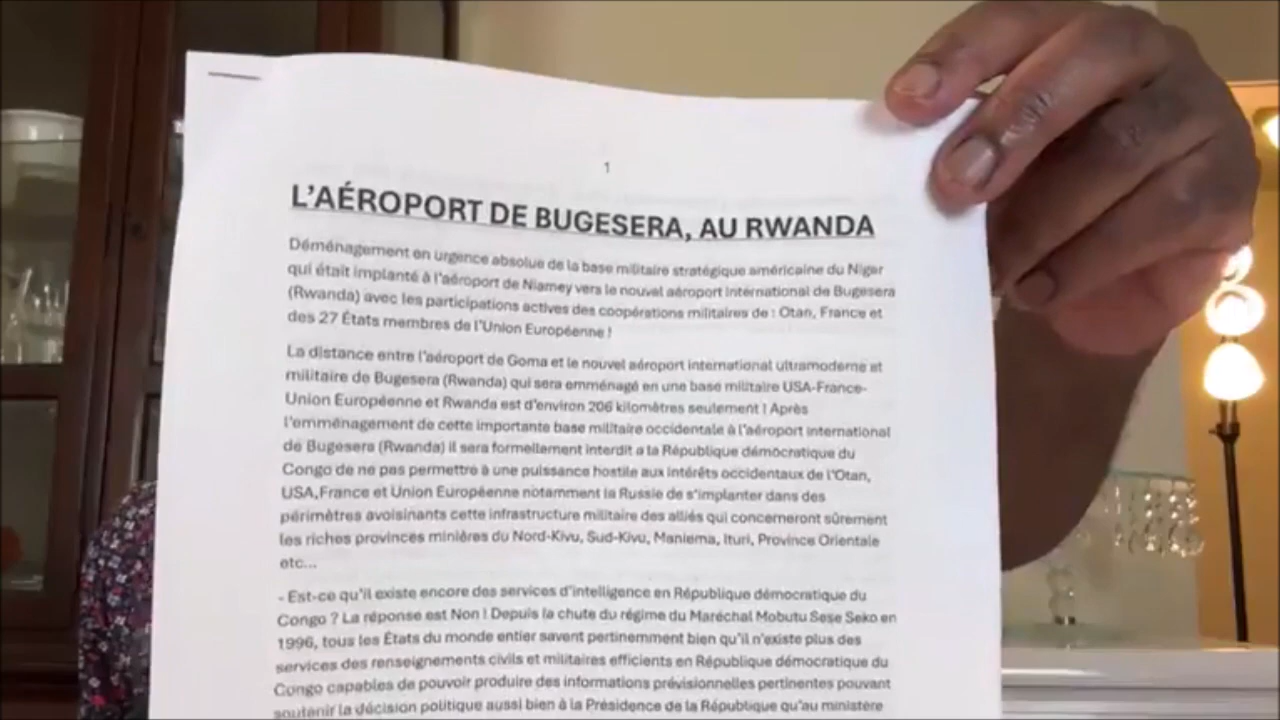 1
L'AÉROPORT DE BUGESERA, AU RWANDA
Déménagement en urgence absolue de la base militaire stratégique américaine du Niger
qui était implanté à l'aéroport de Niamey vers le nouvel aéroport international de Bugesera
(Rwanda) avec les participations actives des coopérations militaires de : Otan, France et
des 27 États membres de l'Union Européenne !
La distance entre l'aéroport de Goma et le nouvel aéroport international ultramoderne et
militaire de Bugesera (Rwanda) qui sera emménagé en une base militaire USA-France-
Union Européenne et Rwanda est d'environ 206 kilomètres seulement ! Après
l'emménagement de cette importante base militaire occidentale à l'aéroport international
de Bugesera (Rwanda) il sera formellement interdit a la République démocratique du
Congo de ne pas permettre à une puissance hostile aux intérêts occidentaux de l'Otan,
USA,France et Union Européenne notamment la Russie de s'implanter dans des
périmètres avoisinants cette infrastructure militaire des alliés qui concerneront sûrement
les riches provinces minières du Nord-Kivu, Sud-Kivu, Maniema, Ituri, Province Orientale
etc...
- Est-ce qu'il existe encore des services d'intelligence en République démocratique du
Congo ? La réponse est Non ! Depuis la chute du régime du Maréchal Mobutu Sese Seko en
1996, tous les États du monde entier savent pertinemment bien qu'il n'existe plus des
services des renseignements civils et militaires efficients en République démocratique du
Congo capables de pouvoir produire des informations prévisionnelles pertinentes pouvant
soutenir la décision politique aussi bien à la Présidence de la République qu'au ministère